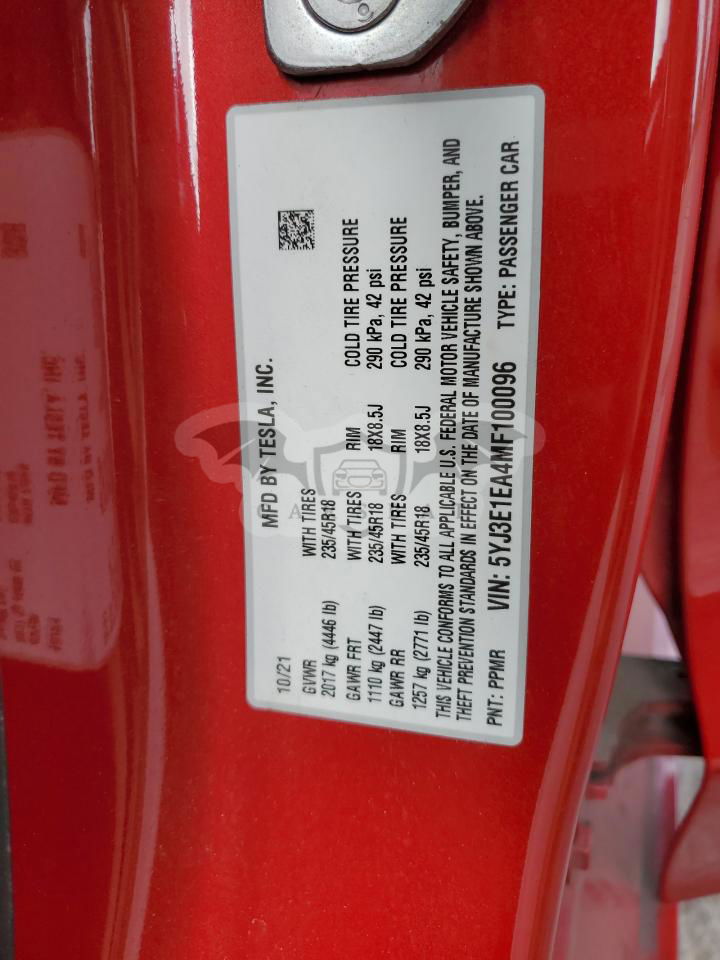 MFD BY TESLA, INC.
10/21
GVWR WITH TIRES
2017 kg (4446 lb) 235/45R18
GAWR FRT WITH TIRES RIM COLD TIRE PRESSURE
1110 kg (2447 lb) 235/45R18 18X8.5J 290 kPa, 42 psi
GAWR RR WITH TIRES RIM COLD TIRE PRESSURE
1257 kg (2771 lb) 235/45R18 18X8.5J 290 kPa, 42 psi
THIS VEHICLE CONFORMS TO ALL APPLICABLE U.S. FEDERAL MOTOR VEHICLE SAFETY, BUMPER, AND
THEFT PREVENTION STANDARDS IN EFFECT ON THE DATE OF MANUFACTURE SHOWN ABOVE.
PNT: PPMR VIN: 5YJ3E1EA4MF100096 TYPE: PASSENGER CAR